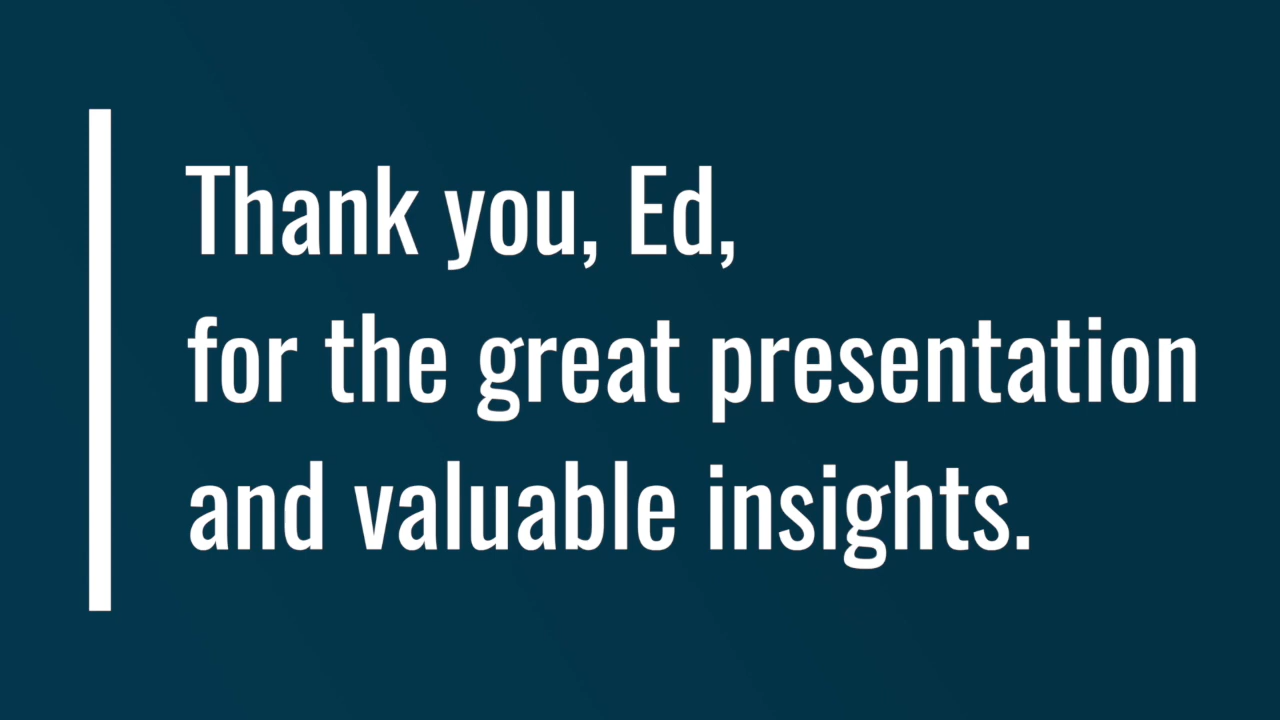 Thank you, Ed,
for the great presentation
and valuable insights.